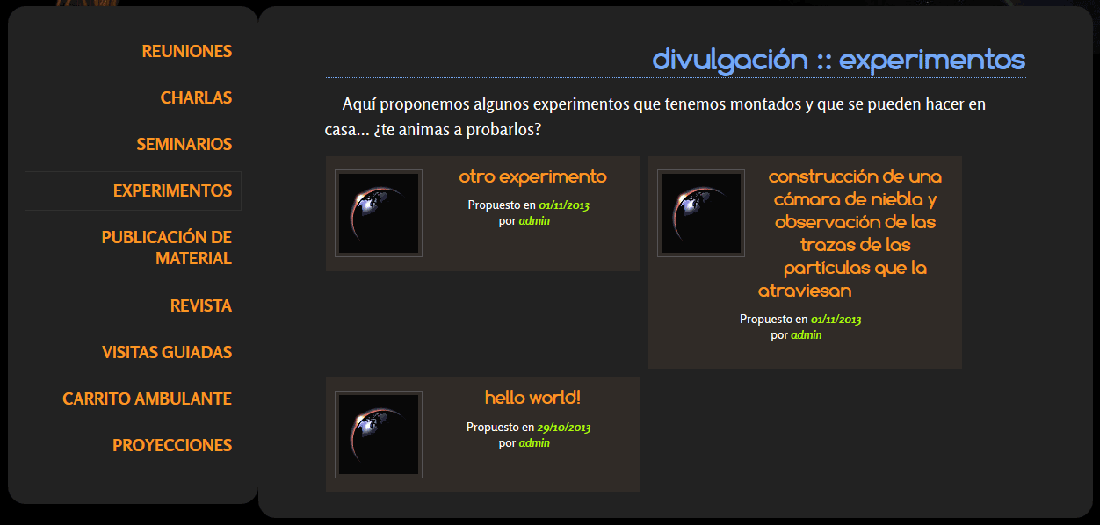 REUNIONES
CHARLAS
SEMINARIOS
EXPERIMENTOS
PUBLICACIÓN DE
MATERIAL
REVISTA
VISITAS GUIADAS
CARRITO AMBULANTE
PROYECCIONES
divulgación :: experimentos
Aquí proponemos algunos experimentos que tenemos montados y que se pueden hacer en
casa... ¿te animas a probarlos?
otro experimento
Propuesto en 01/11/2013
por admin
construcción de una
cámara de niebla y
observación de las
trazas de las
partículas que la
atraviesan
Propuesto en 01/11/2013
por admin
hello world!
Propuesto en 29/10/2013
por admin